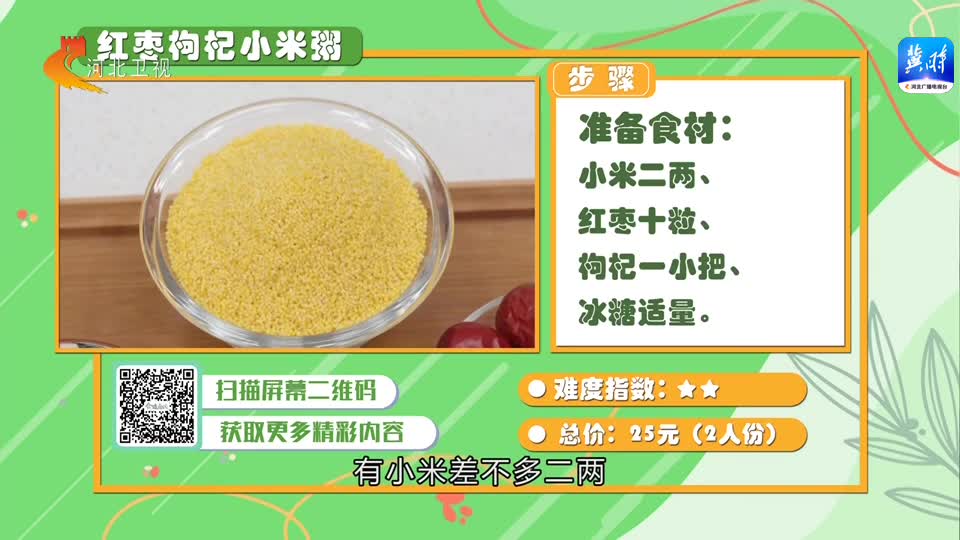 红枣枸杞小米粥
河北卫视
冀时
河北广播电视台
步骤
准备食材：
小米二两、
红枣十粒、
枸杞一小把、
冰糖适量。
扫描屏幕二维码
获取更多精彩内容
难度指数：★★
总价：25元（2人份）
有小米差不多二两